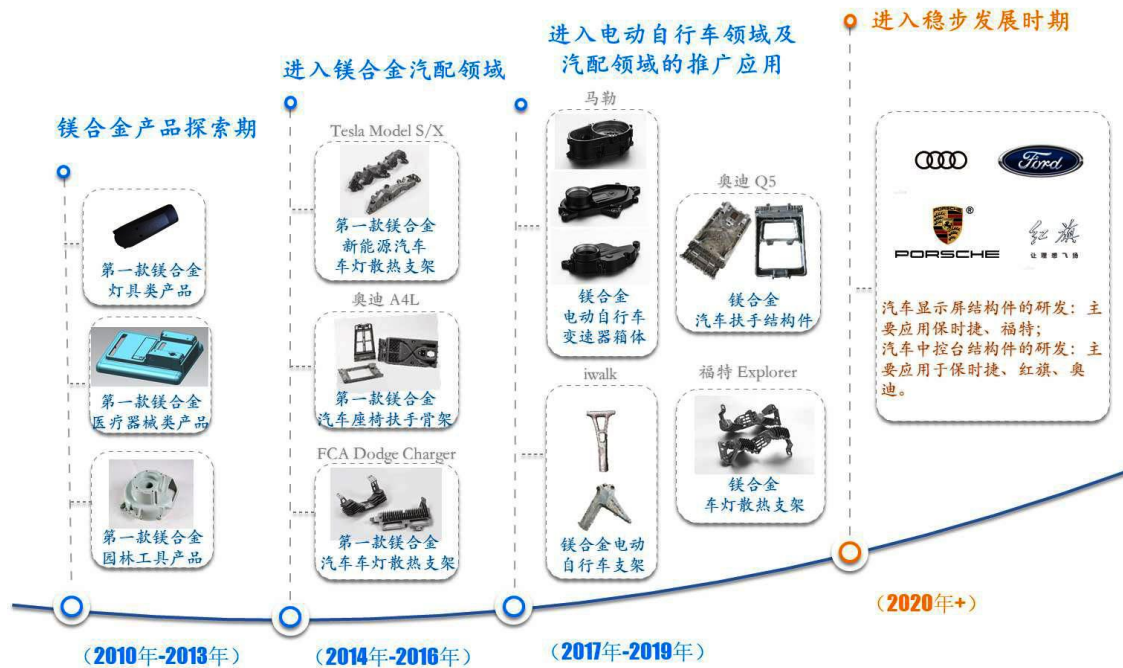 镁合金产品探索期
第一款镁合金
灯具类产品
第一款镁合金
医疗器械类产品
第一款镁合金
园林工具产品
（2010年-2013年）
进入镁合金汽配领域
Tesla Model S/X
第一款镁合金
新能源汽车
车灯散热支架
奥迪 A4L
第一款镁合金
汽车座椅扶手骨架
FCA Dodge Charger
第一款镁合金
汽车车灯散热支架
（2014年-2016年）
进入电动自行车领域及
汽配领域的推广应用
马勒
镁合金
电动自行车
变速器箱体
奥迪 Q5
镁合金
汽车扶手结构件
iwalk
镁合金电动
自行车支架
福特 Explorer
镁合金
车灯散热支架
（2017年-2019年）
进入稳步发展时期
Ford
®
PORSCHE
红旗
让理想飞扬
汽车显示屏结构件的研发：主
要应用保时捷、福特；
汽车中控台结构件的研发：主
要应用于保时捷、红旗、奥
迪。
（2020年+）